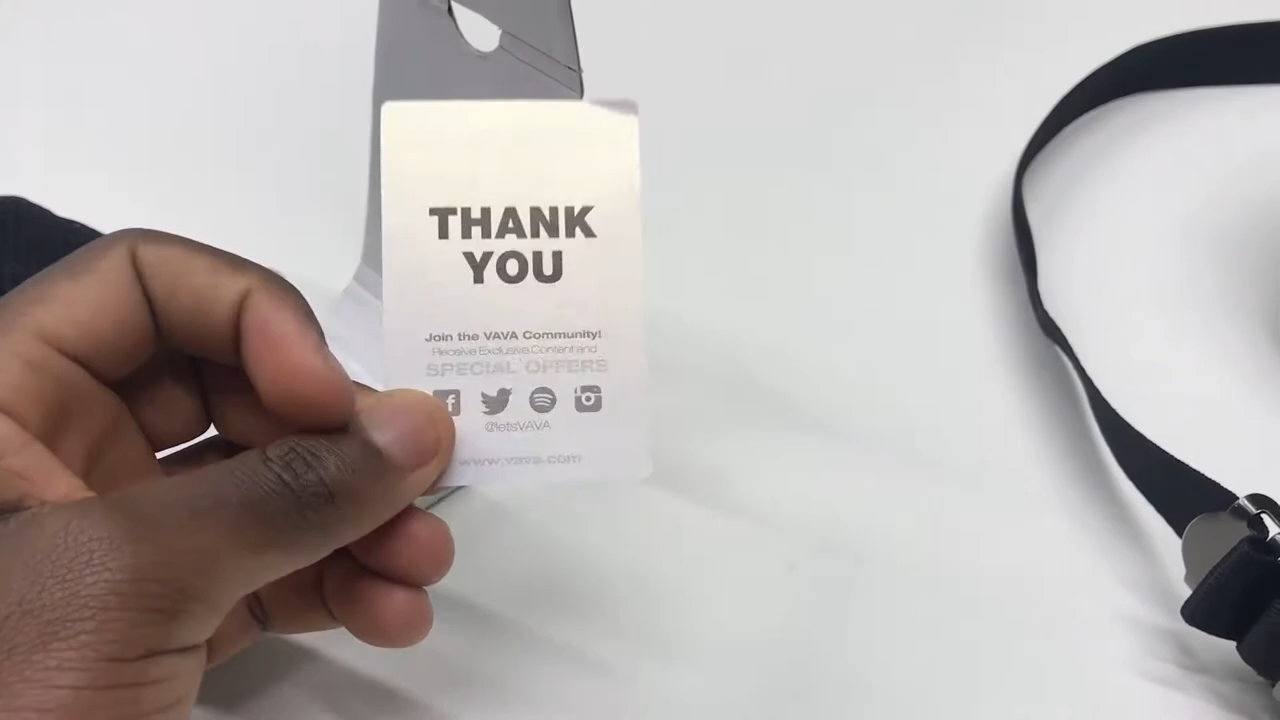 THANK
YOU
Join the VAVA Community!
Receive Exclusive Content and
SPECIAL OFFERS
@letsVAVA
www.vava.com